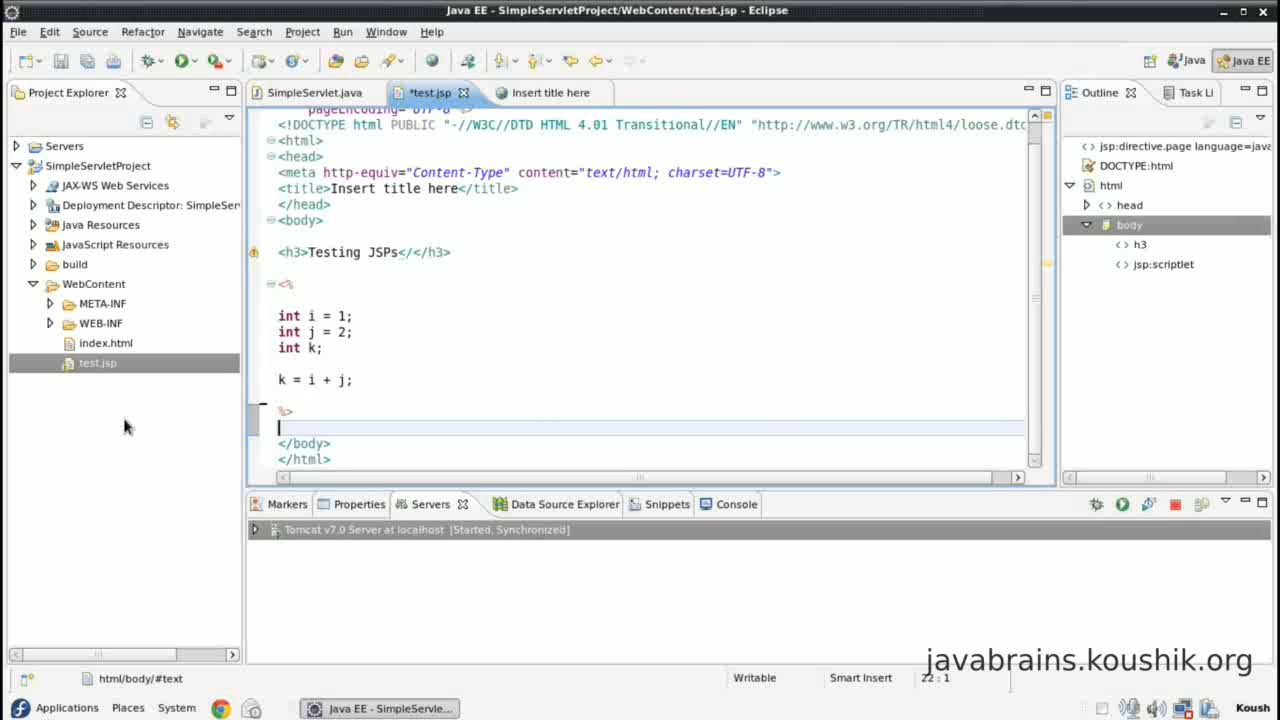 Java EE - SimpleServletProject/WebContent/test.jsp - Eclipse
File Edit Source Refactor Navigate Search Project Run Window Help
Java Java EE
Project Explorer
SimpleServlet.java *test.jsp Insert title here
Outline Task Li
Servers
SimpleServletProject
JAX-WS Web Services
Deployment Descriptor: SimpleServ
Java Resources
JavaScript Resources
build
WebContent
META-INF
WEB-INF
index.html
test.jsp
pageEncoding="UTF-8"%>
<!DOCTYPE html PUBLIC "-//W3C//DTD HTML 4.01 Transitional//EN" "http://www.w3.org/TR/html4/loose.dtd
<html>
<head>
<meta http-equiv="Content-Type" content="text/html; charset=UTF-8">
<title>Insert title here</title>
</head>
<body>
<h3>Testing JSPs</</h3>
<%
int i = 1;
int j = 2;
int k;
k = i + j;
%>
</body>
</html>
jsp:directive.page language=java
DOCTYPE:html
html
head
body
h3
jsp:scriptlet
Markers Properties Servers Data Source Explorer Snippets Console
Tomcat v7.0 Server at localhost [Started, Synchronized]
javabrains.koushik.org
html/body/#text Writable Smart Insert 22 : 1
Applications Places System Java EE - SimpleServle... Koush